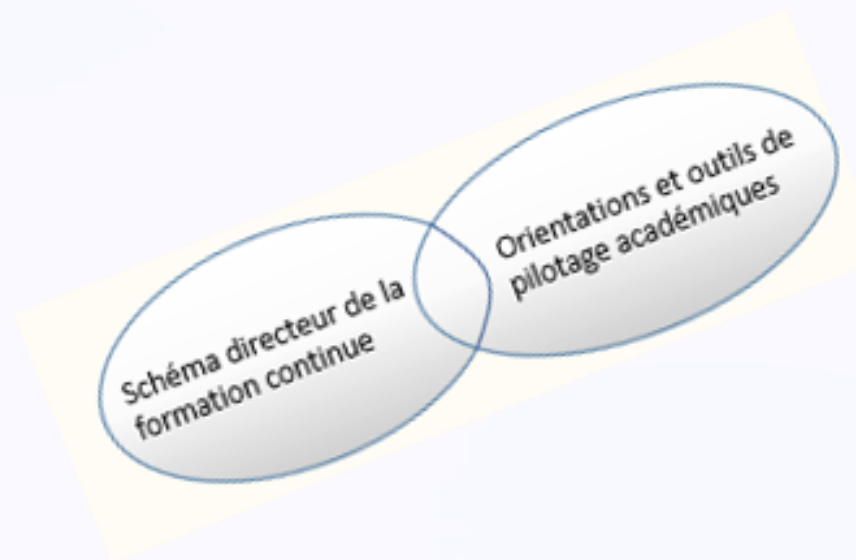 Schéma directeur de la
formation continue
Orientations et outils de
pilotage académiques